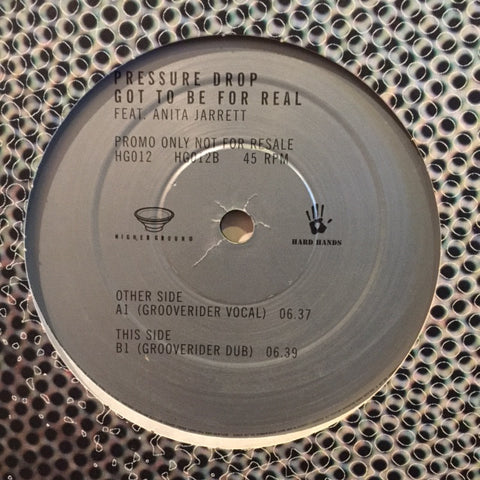 PRESSURE DROP
GOT TO BE FOR REAL
FEAT. ANITA JARRETT
PROMO ONLY NOT FOR RESALE
HG012 HG012B 45 RPM
HIGHER GROUND
HARD HANDS
OTHER SIDE
A1 (GROOVERIDER VOCAL) 06.37
THIS SIDE
B1 (GROOVERIDER DUB) 06.39